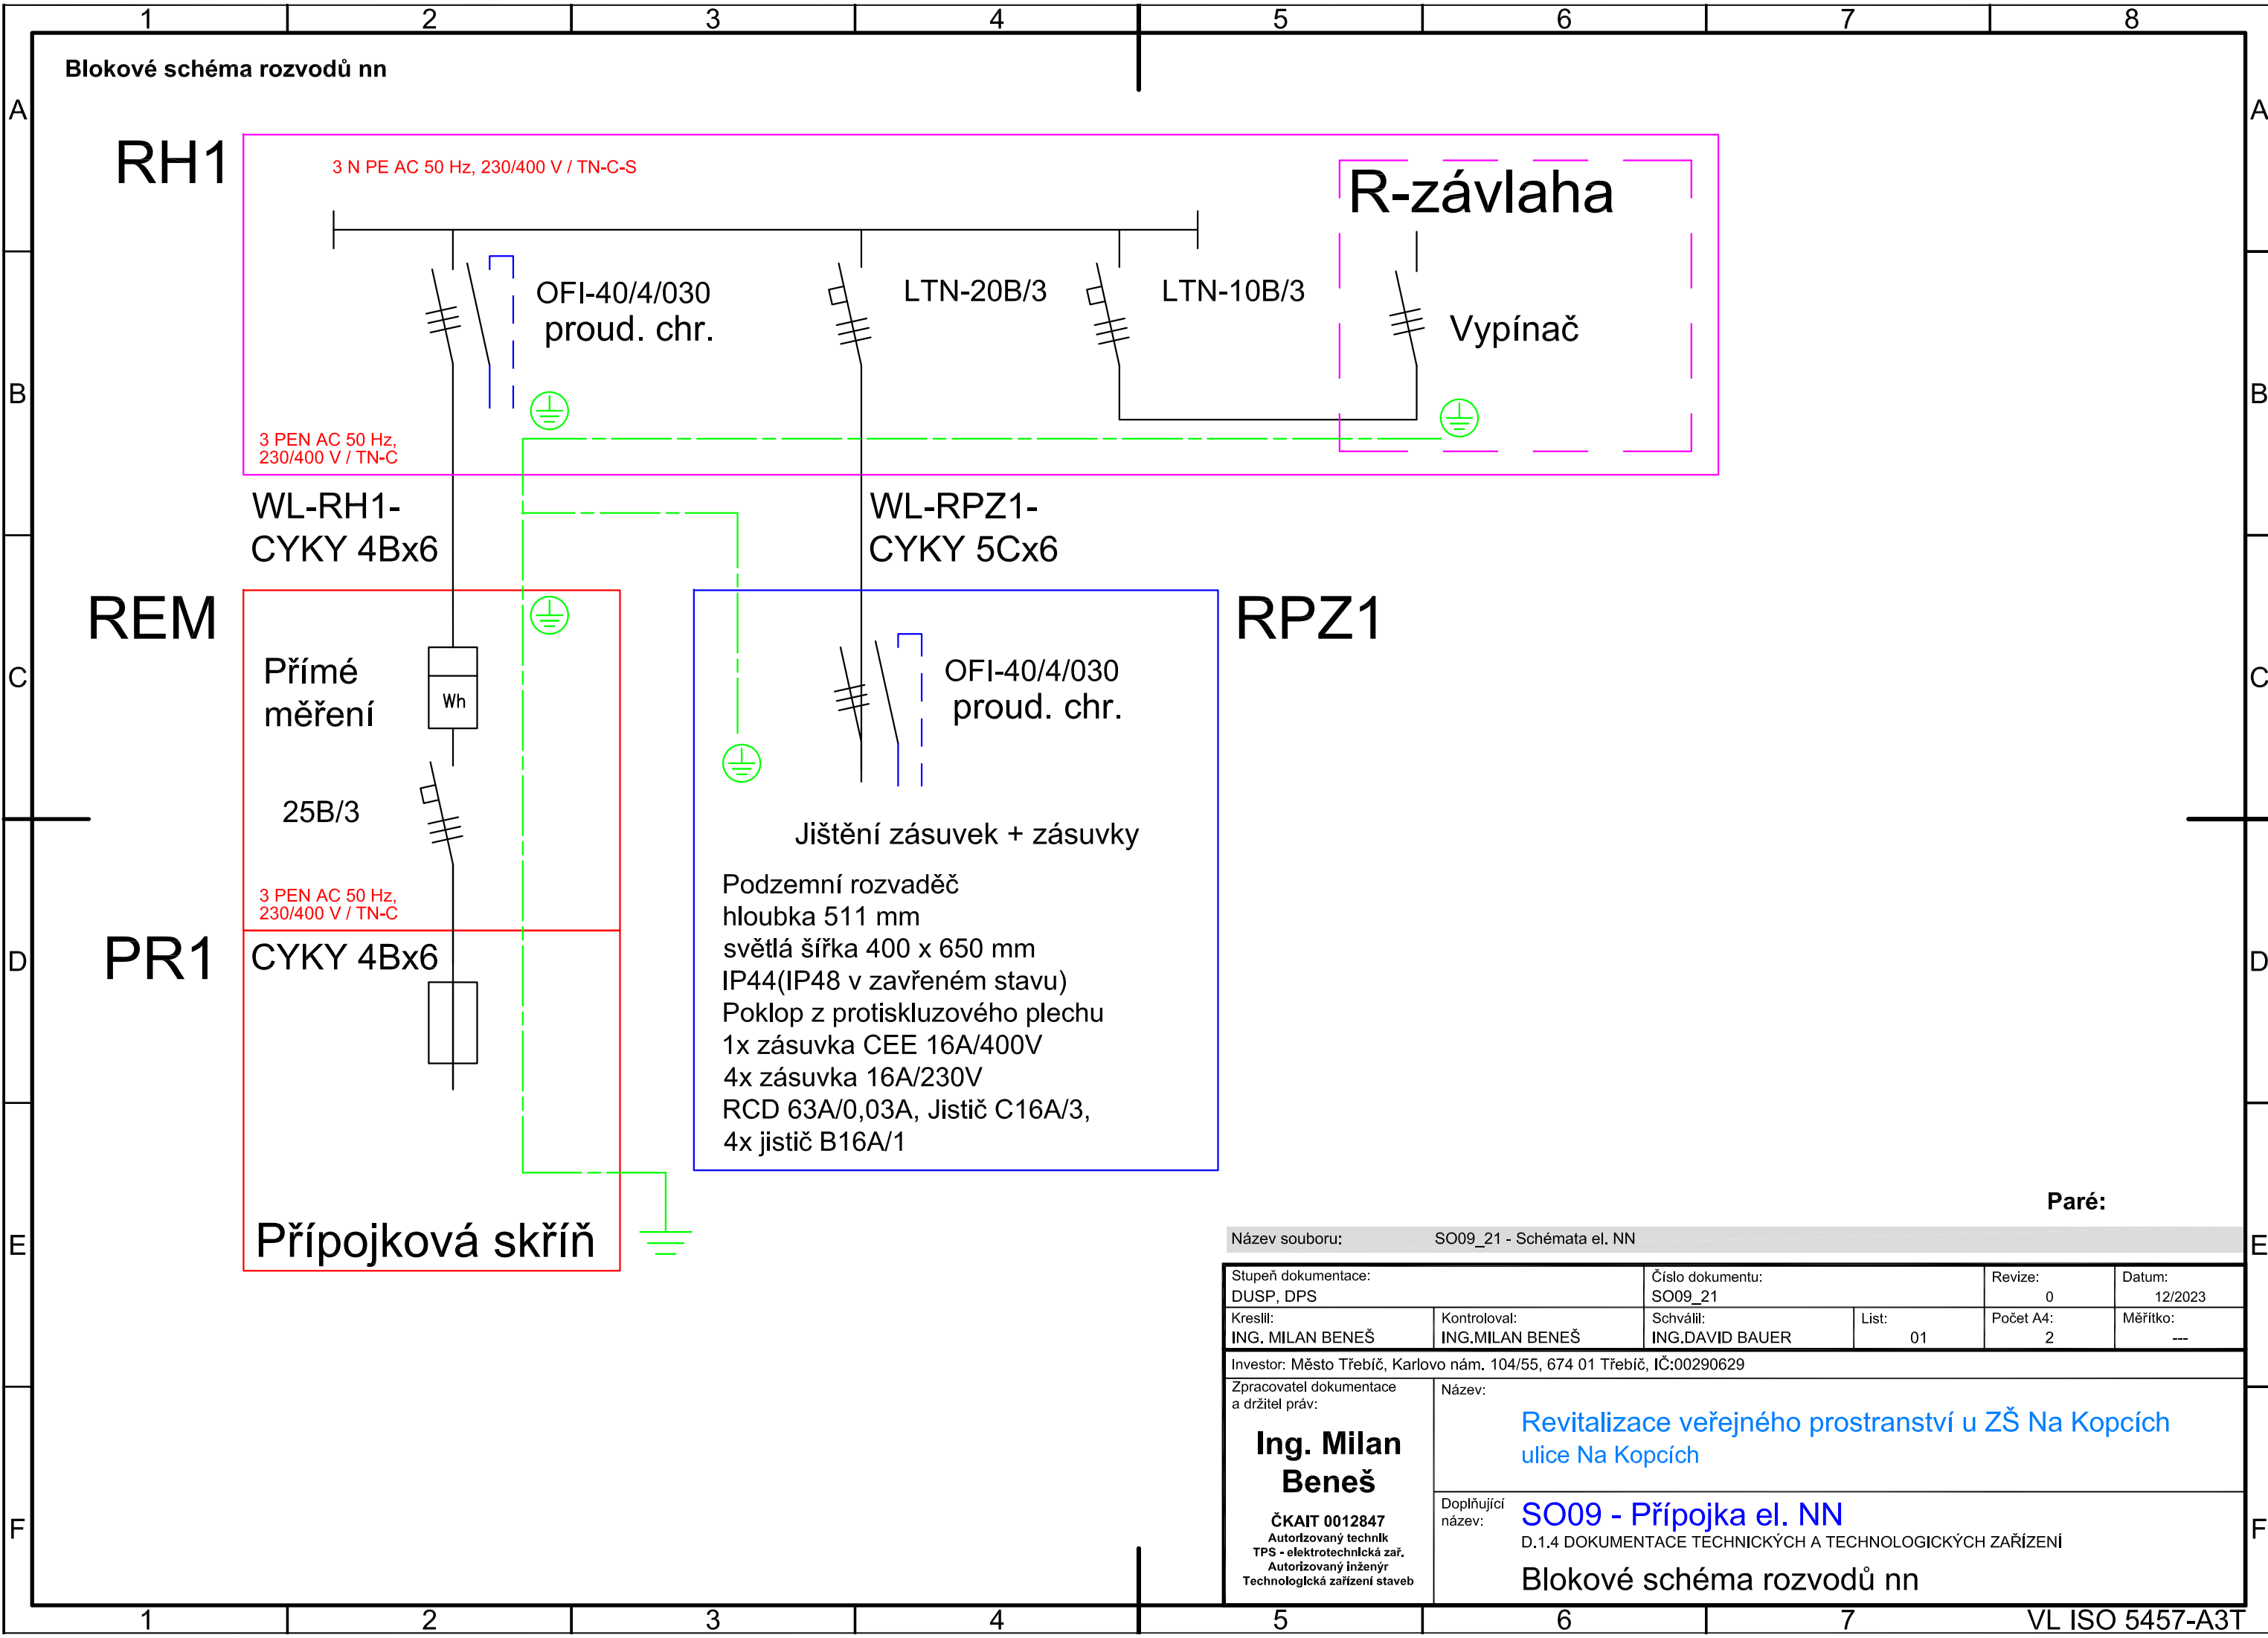 1 2 3 4 5 6 7 8
Blokové schéma rozvodů nn
A A
RH1
3 N PE AC 50 Hz, 230/400 V / TN-C-S
R-závlaha
OFI-40/4/030
proud. chr.
LTN-20B/3
LTN-10B/3
Vypínač
B B
3 PEN AC 50 Hz,
230/400 V / TN-C
WL-RH1-
CYKY 4Bx6
WL-RPZ1-
CYKY 5Cx6
REM
RPZ1
C C
Přímé
měření
Wh
OFI-40/4/030
proud. chr.
25B/3
Jištění zásuvek + zásuvky
3 PEN AC 50 Hz,
230/400 V / TN-C
D D
PR1
CYKY 4Bx6
Podzemní rozvaděč
hloubka 511 mm
světlá šířka 400 x 650 mm
IP44(IP48 v zavřeném stavu)
Poklop z protiskluzového plechu
1x zásuvka CEE 16A/400V
4x zásuvka 16A/230V
RCD 63A/0,03A, Jistič C16A/3,
4x jistič B16A/1
Přípojková skříň
E E
Paré:
Název souboru: SO09_21 - Schémata el. NN
Stupeň dokumentace:
DUSP, DPS
Číslo dokumentu:
SO09_21
Revize:
0
Datum:
12/2023
Kreslil:
ING. MILAN BENEŠ
Kontroloval:
ING.MILAN BENEŠ
Schválil:
ING.DAVID BAUER
List:
01
Počet A4:
2
Měřítko:
---
Investor: Město Třebíč, Karlovo nám. 104/55, 674 01 Třebíč, IČ:00290629
Zpracovatel dokumentace
a držitel práv:
Ing. Milan
Beneš
ČKAIT 0012847
Autorizovaný technik
TPS - elektrotechnická zař.
Autorizovaný inženýr
Technologická zařízení staveb
Název:
Revitalizace veřejného prostranství u ZŠ Na Kopcích
ulice Na Kopcích
Doplňující
název:
SO09 - Přípojka el. NN
D.1.4 DOKUMENTACE TECHNICKÝCH A TECHNOLOGICKÝCH ZAŘÍZENÍ
Blokové schéma rozvodů nn
F F
1 2 3 4 5 6 7
VL ISO 5457-A3T